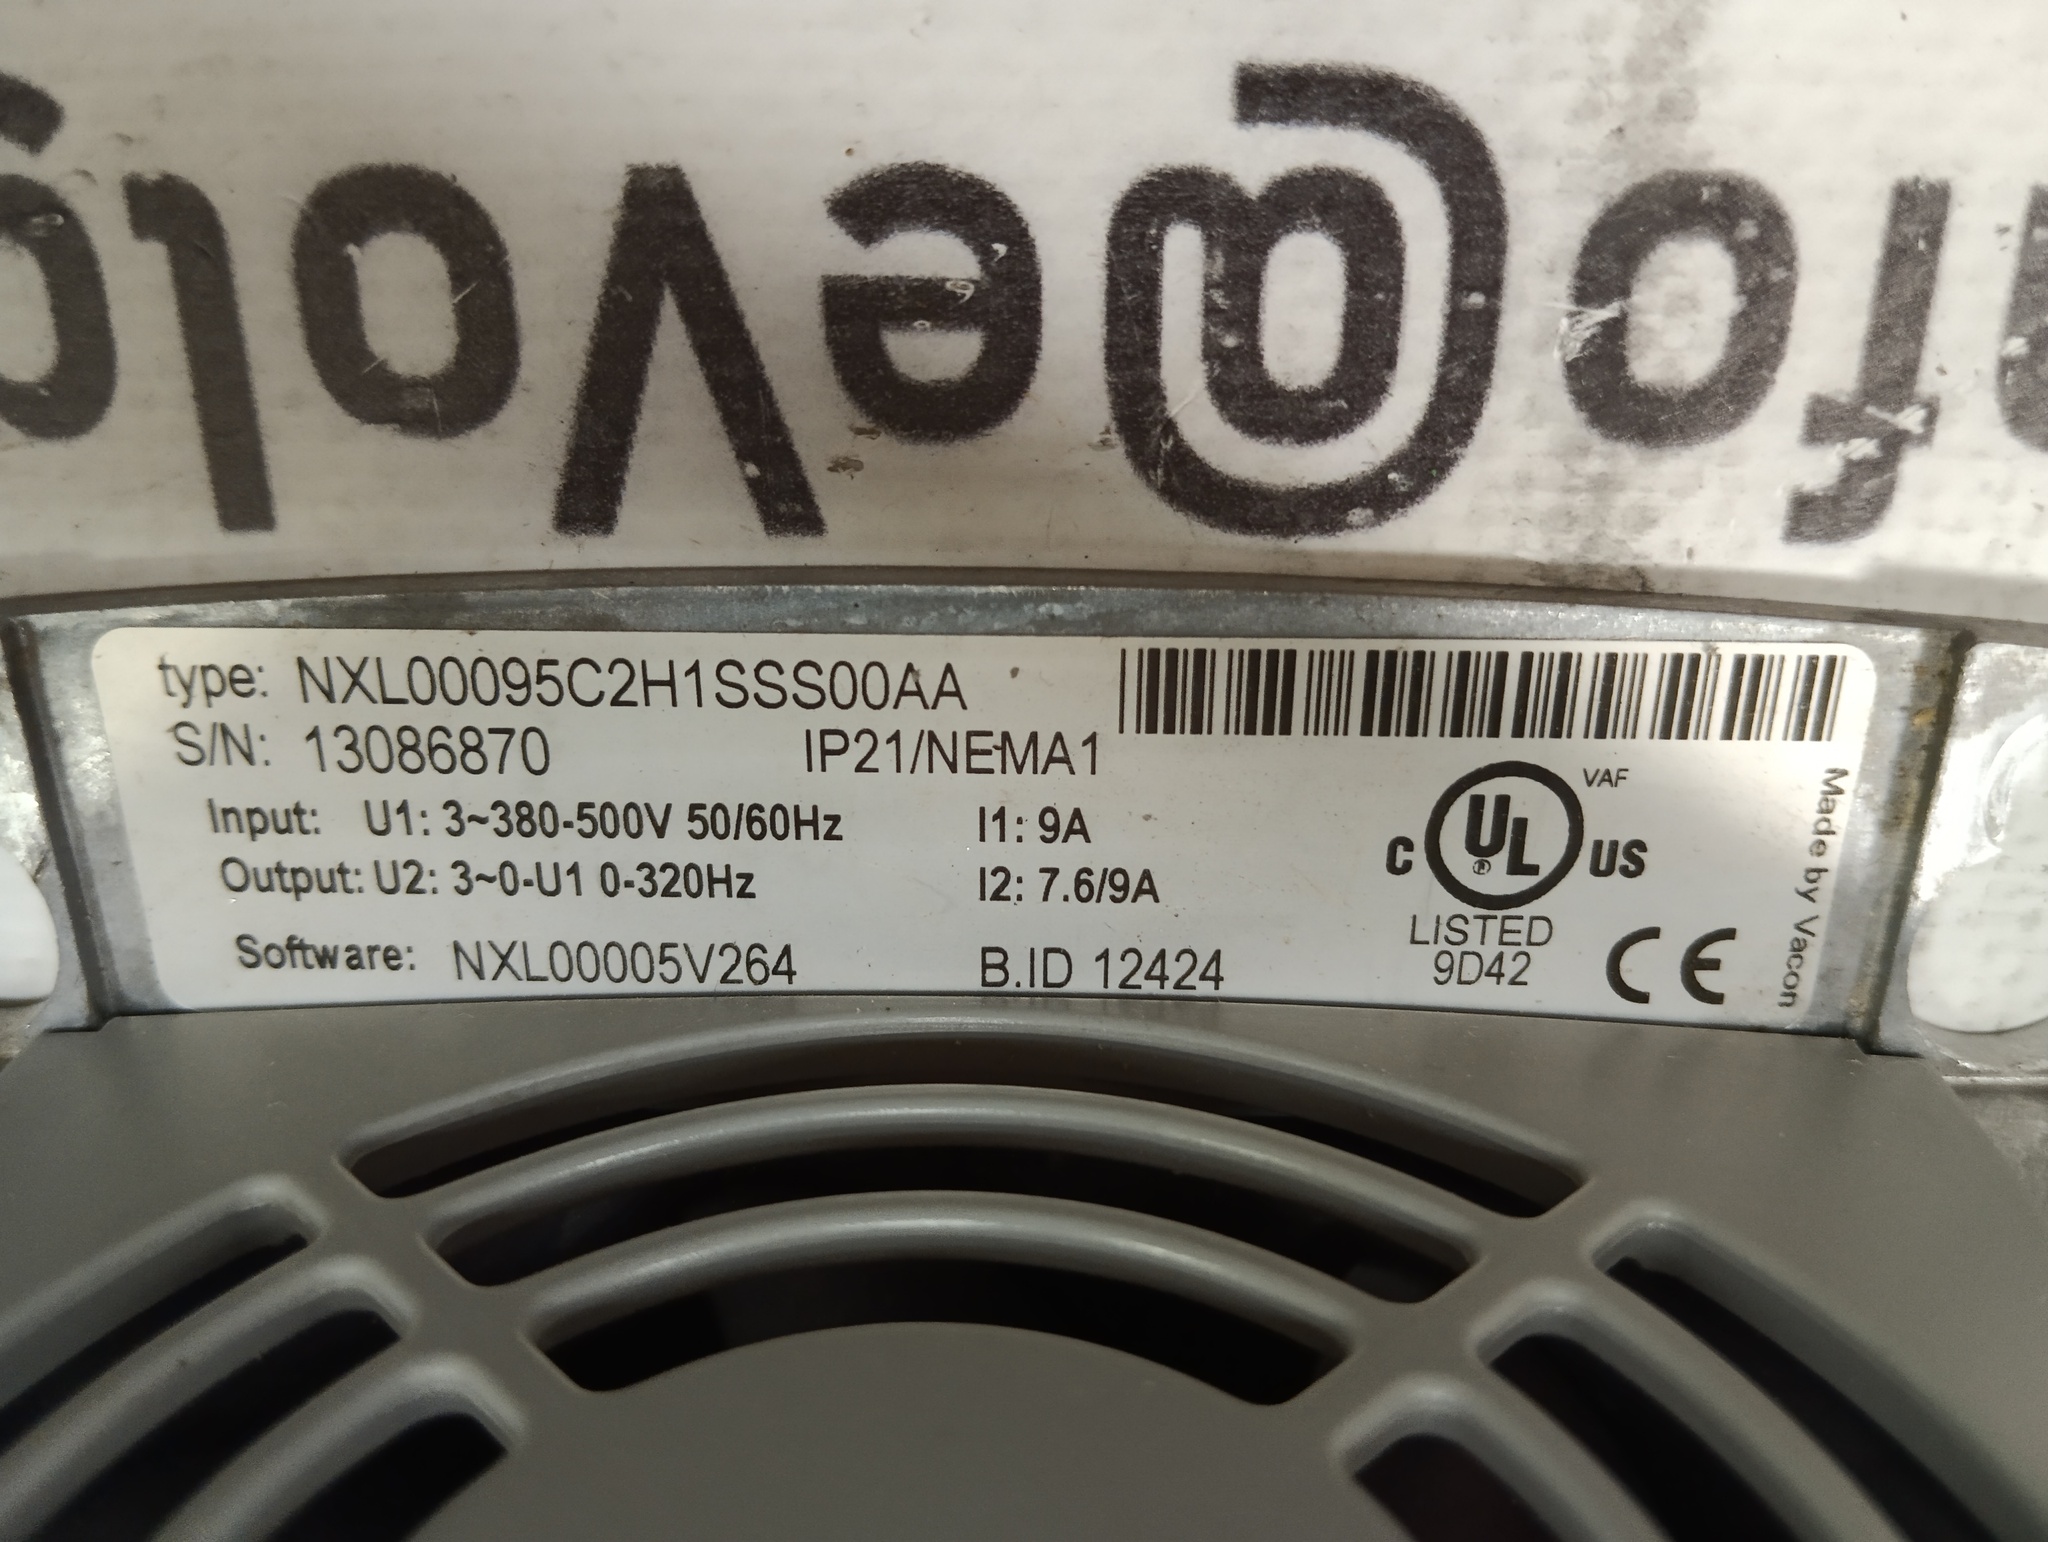 nfo@evolo
type: NXL00095C2H1SSS00AA
S/N: 13086870 IP21/NEMA1
Input: U1: 3~380-500V 50/60Hz I1: 9A
Output: U2: 3~0-U1 0-320Hz I2: 7.6/9A
Software: NXL00005V264 B.ID 12424
VAF
C UL ® US
LISTED
9D42
CE
Made by Vacon